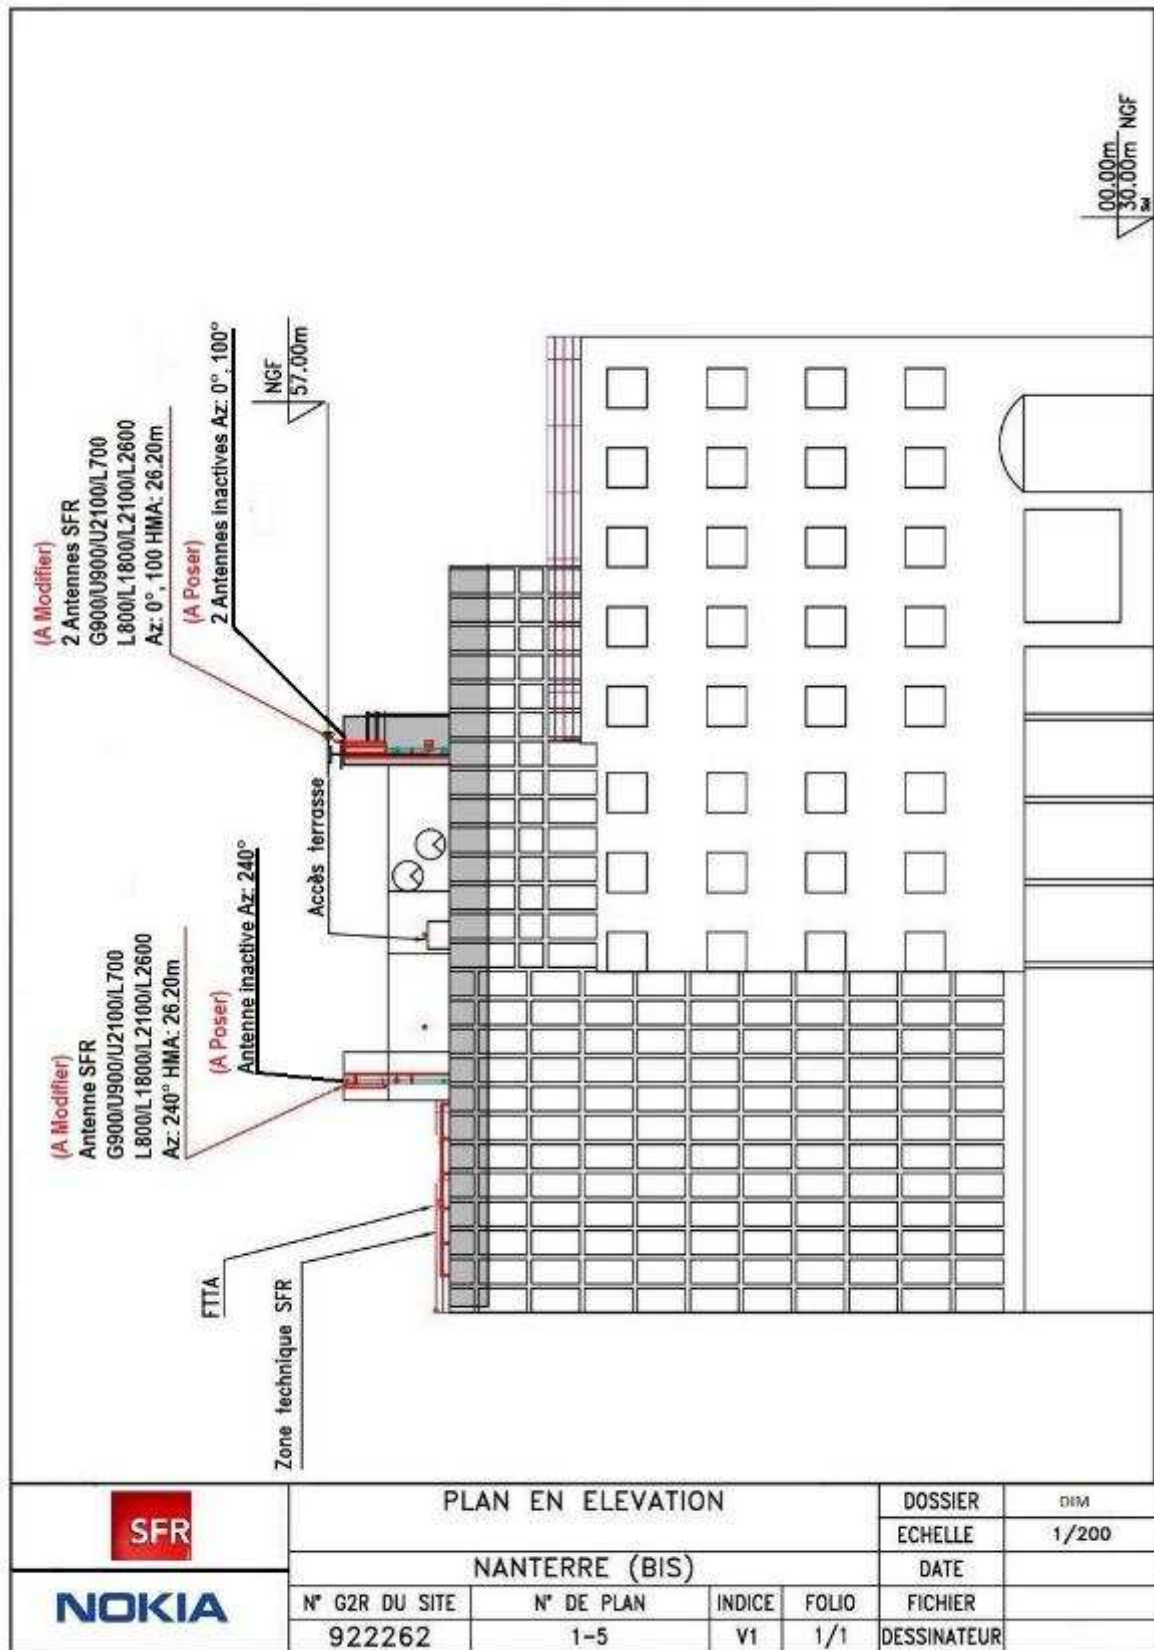 (A Modifier)
2 Antennes SFR
G900/U900/U2100/L700
L800/L1800/L2100/L2600
Az: 0°, 100 HMA: 26.20m
(A Poser)
2 Antennes inactives Az: 0°, 100°
NGF
57.00m
00.00m
30.00m NGF
Sol
(A Modifier)
Antenne SFR
G900/U900/U2100/L700
L800/L1800/L2100/L2600
Az: 240° HMA: 26.20m
(A Poser)
Antenne inactive Az: 240°
Accès terrasse
FTTA
Zone technique SFR
SFR
NOKIA
PLAN EN ELEVATION
NANTERRE (BIS)
N° G2R DU SITE
922262
N° DE PLAN
1-5
INDICE
V1
FOLIO
1/1
DOSSIER
DIM
ECHELLE
1/200
DATE
FICHIER
DESSINATEUR